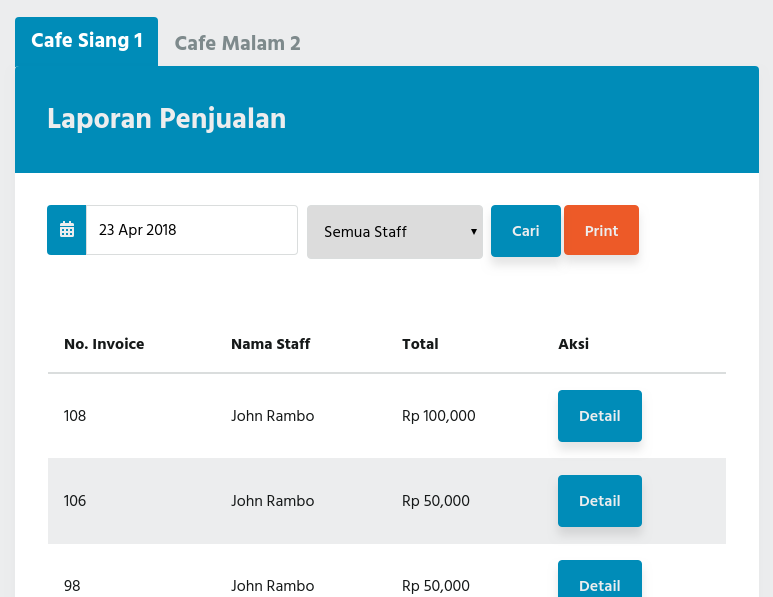 Cafe Siang 1 Cafe Malam 2
Laporan Penjualan
23 Apr 2018 Semua Staff Cari Print
No. Invoice Nama Staff Total Aksi
108 John Rambo Rp 100,000 Detail
106 John Rambo Rp 50,000 Detail
98 John Rambo Rp 50,000 Detail